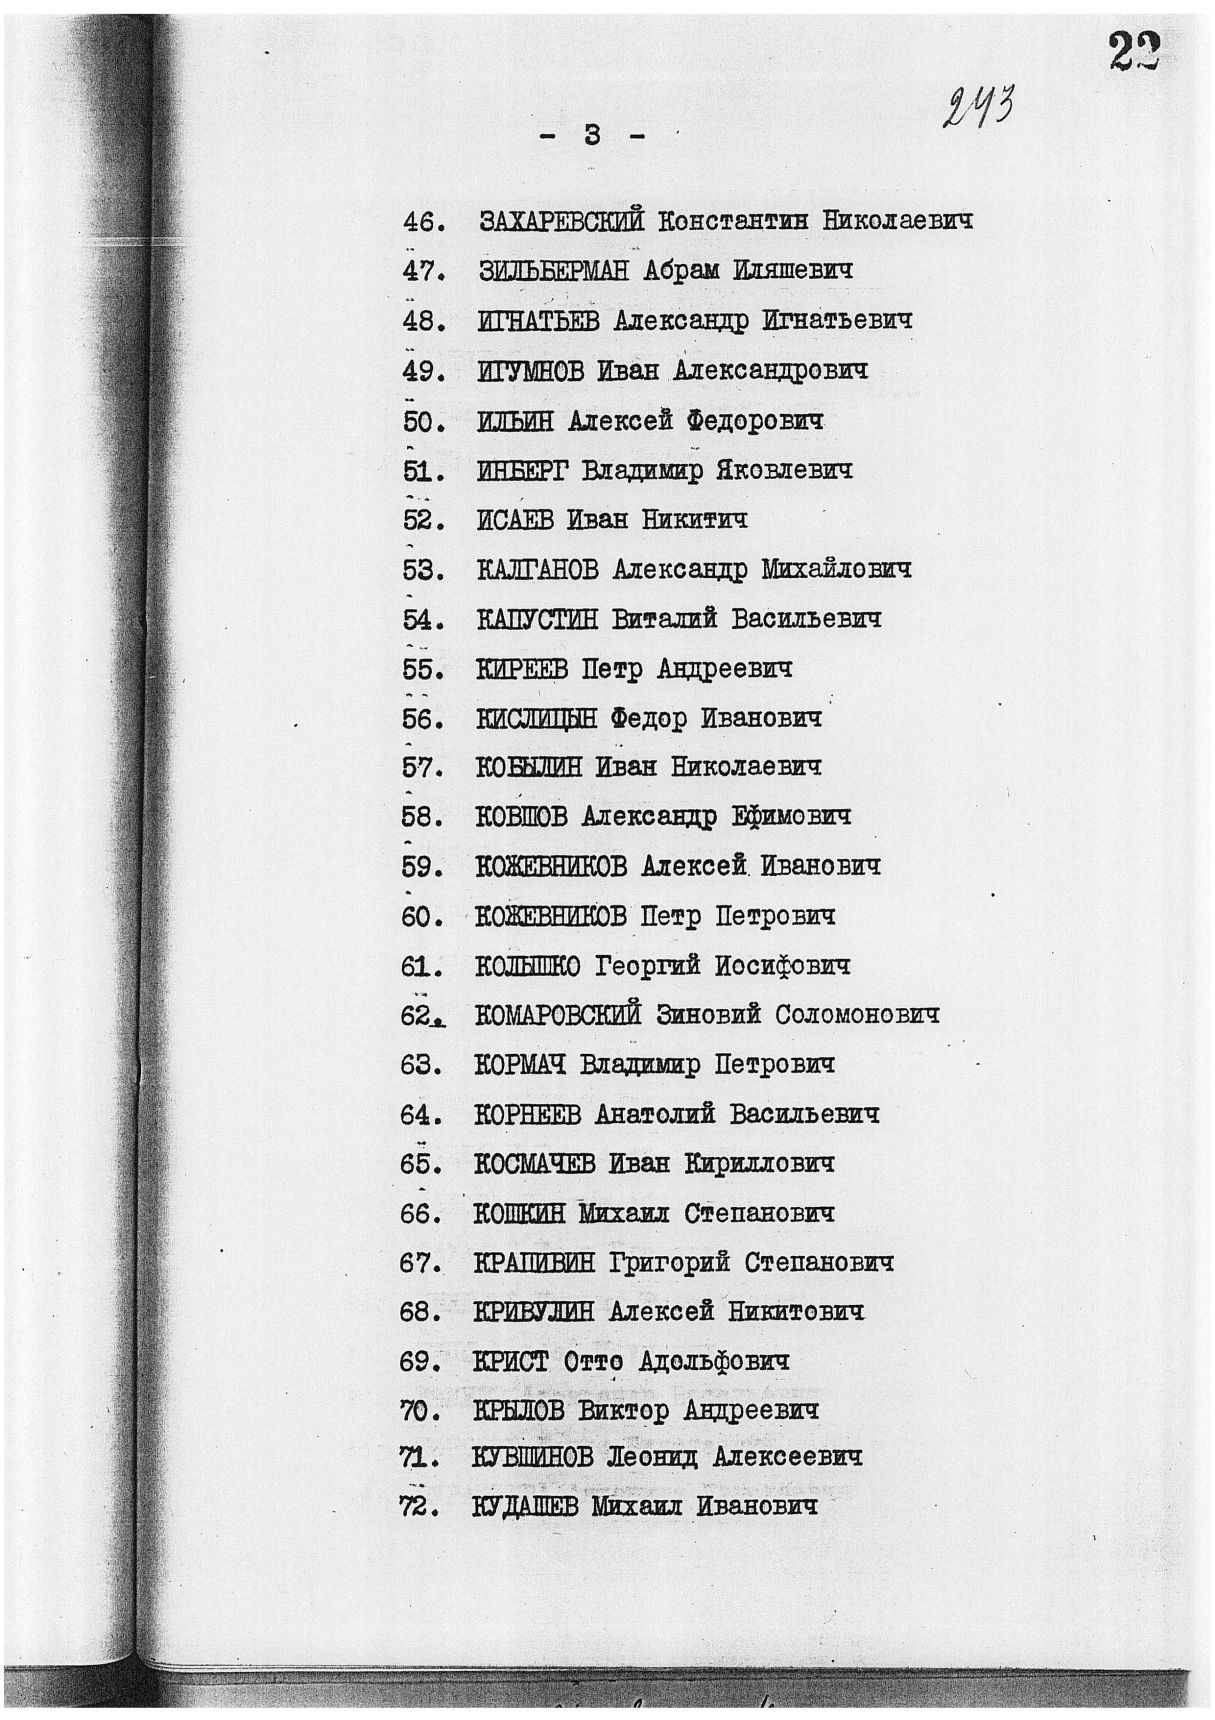 22
243
- 3 -
46. ЗАХАРЕВСКИЙ Константин Николаевич
47. ЗИЛЬБЕРМАН Абрам Иляшевич
48. ИГНАТЬЕВ Александр Игнатьевич
49. ИГУМНОВ Иван Александрович
50. ИЛЬИН Алексей Федорович
51. ИНБЕРГ Владимир Яковлевич
52. ИСАЕВ Иван Никитич
53. КАЛГАНОВ Александр Михайлович
54. КАПУСТИН Виталий Васильевич
55. КИРЕЕВ Петр Андреевич
56. КИСЛИЦЫН Федор Иванович
57. КОБЫЛИН Иван Николаевич
58. КОВШОВ Александр Ефимович
59. КОЖЕВНИКОВ Алексей Иванович
60. КОЖЕВНИКОВ Петр Петрович
61. КОЛЫШКО Георгий Иосифович
62. КОМАРОВСКИЙ Зиновий Соломонович
63. КОРМАЧ Владимир Петрович
64. КОРНЕЕВ Анатолий Васильевич
65. КОСМАЧЕВ Иван Кириллович
66. КОШКИН Михаил Степанович
67. КРАПИВИН Григорий Степанович
68. КРИВУЛИН Алексей Никитович
69. КРИСТ Отто Адольфович
70. КРЫЛОВ Виктор Андреевич
71. КУВШИНОВ Леонид Алексеевич
72. КУДАШЕВ Михаил Иванович